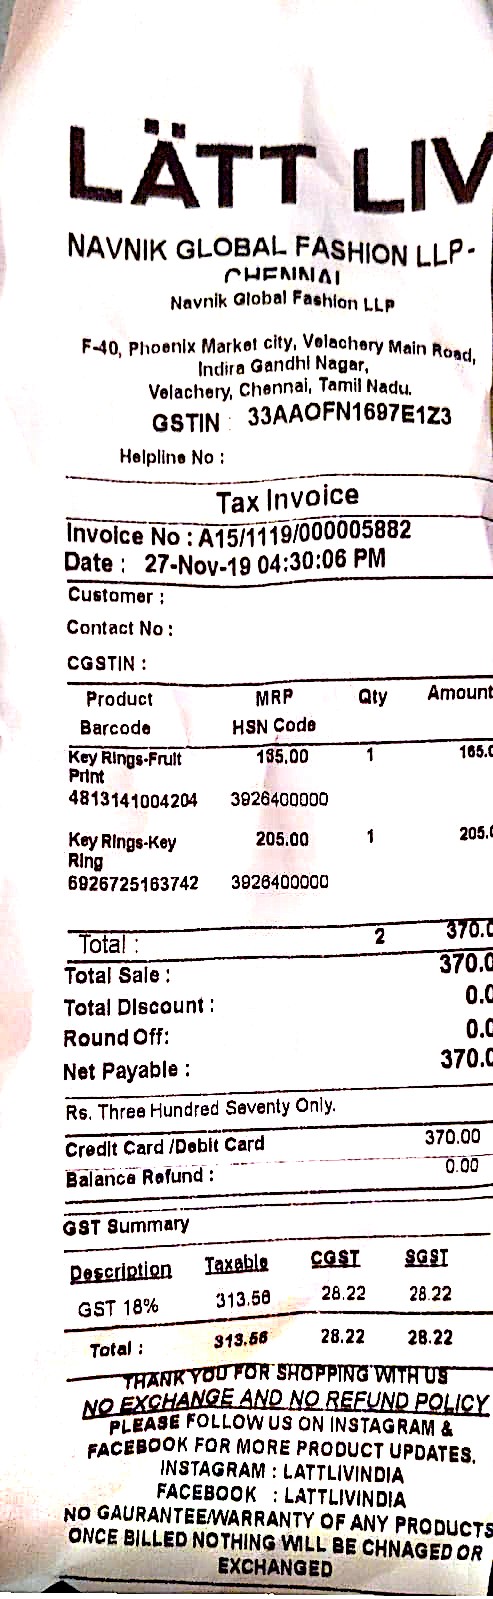 LÄTT LIV
NAVNIK GLOBAL FASHION LLP-
CHENNAI
Navnik Global Fashion LLP
F-40, Phoenix Market city, Velachery Main Road,
Indira Gandhi Nagar,
Velachery, Chennai, Tamil Nadu.
GSTIN : 33AAOFN1697E1Z3
Helpline No :
Tax Invoice
Invoice No : A15/1119/000005882
Date : 27-Nov-19 04:30:06 PM
Customer :
Contact No :
CGSTIN :
Product MRP Qty Amount
Barcode HSN Code
Key Rings-Fruit 165.00 1 165.0
Print
4813141004204 3926400000
Key Rings-Key 205.00 1 205.
Ring
6926725163742 3926400000
Total : 2 370.0
Total Sale : 370.0
Total Discount : 0.0
Round Off: 0.0
Net Payable : 370.0
Rs. Three Hundred Seventy Only.
Credit Card /Debit Card 370.00
Balance Refund : 0.00
GST Summary
Description Taxable CGST SGST
GST 18% 313.56 28.22 28.22
Total : 313.56 28.22 28.22
THANK YOU FOR SHOPPING WITH US
NO EXCHANGE AND NO REFUND POLICY
PLEASE FOLLOW US ON INSTAGRAM &
FACEBOOK FOR MORE PRODUCT UPDATES.
INSTAGRAM : LATTLIVINDIA
FACEBOOK : LATTLIVINDIA
NO GAURANTEE/WARRANTY OF ANY PRODUCTS
ONCE BILLED NOTHING WILL BE CHNAGED OR
EXCHANGED